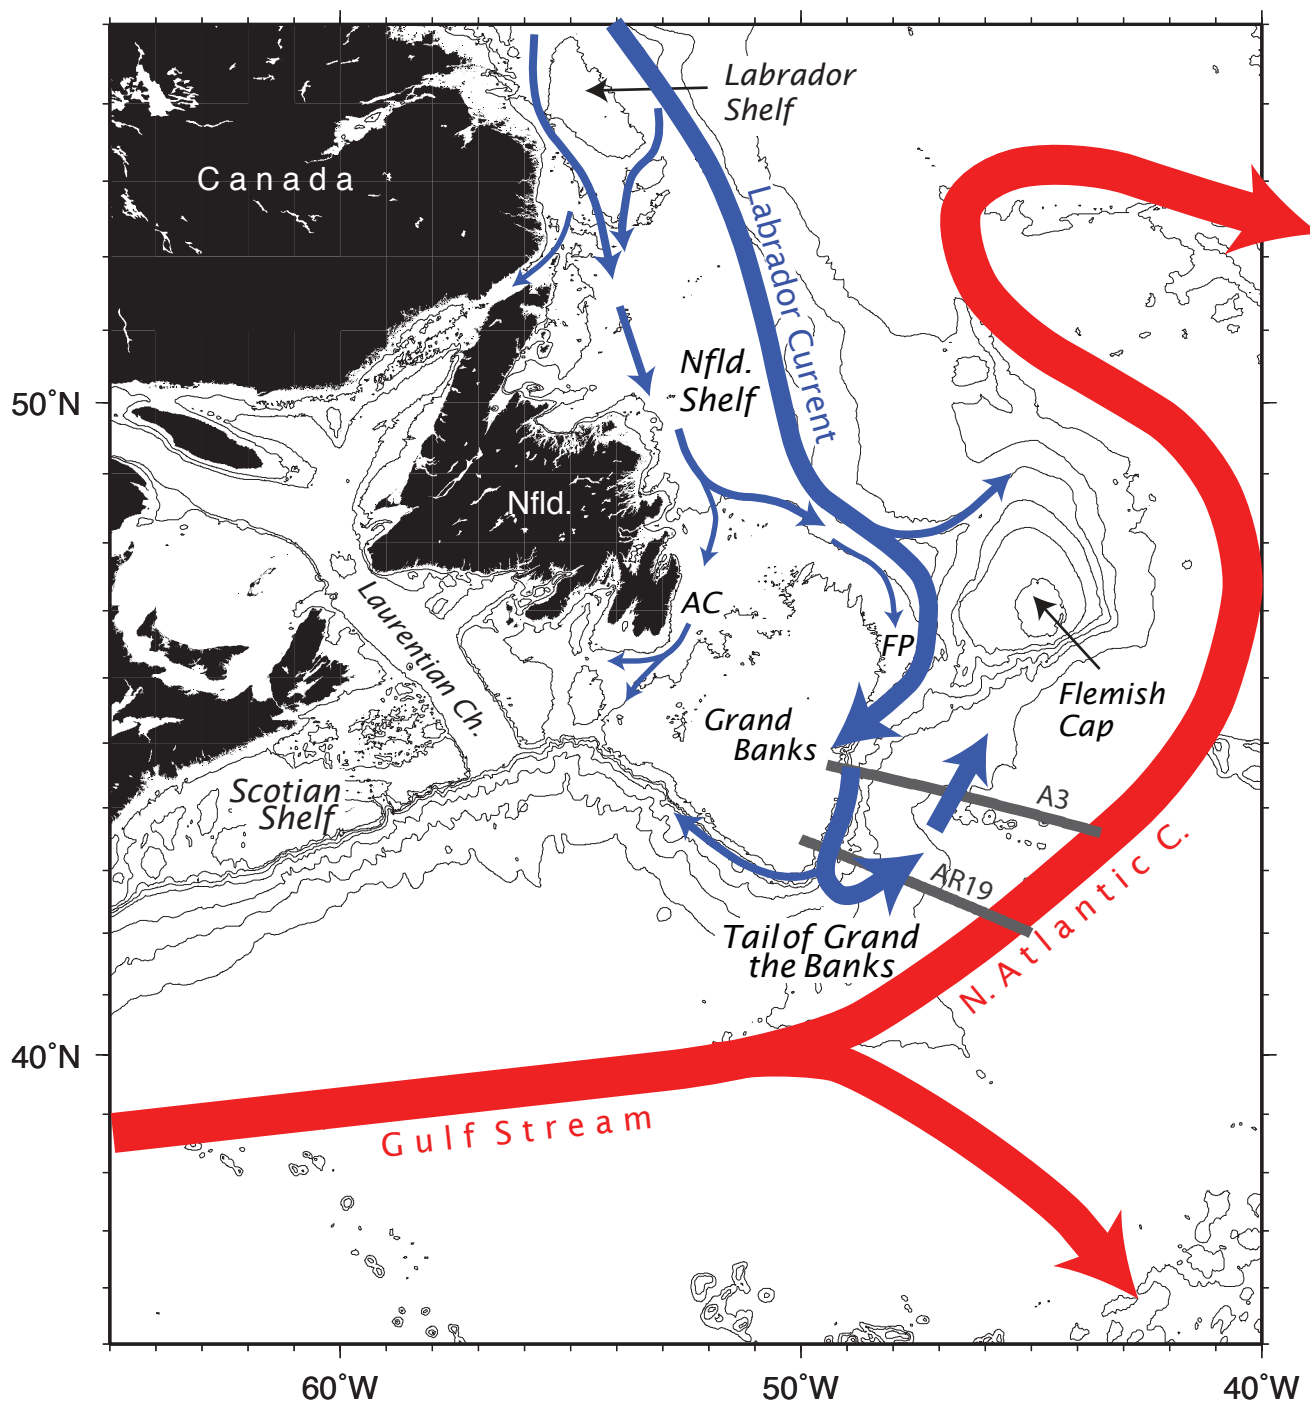 Labrador
Shelf
Canada
Labrador Current
Nfld.
Shelf
50˚N
Nfld.
AC
Laurentian Ch.
FP
Flemish
Cap
Grand
Banks
Scotian
Shelf
A3
AR19
N. Atlantic C.
Tail of Grand
the Banks
40˚N
Gulf Stream
60˚W
50˚W
40˚W